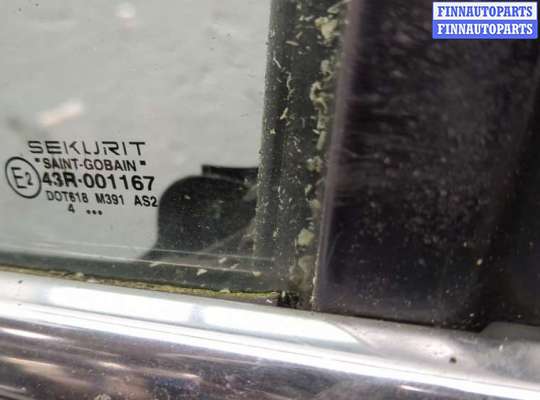 FINNAUTOPARTS
FINNAUTOPARTS
SEKURIT
"SAINT-GOBAIN"
E2 43R-001167
DOT618 M391 AS2
4 ...